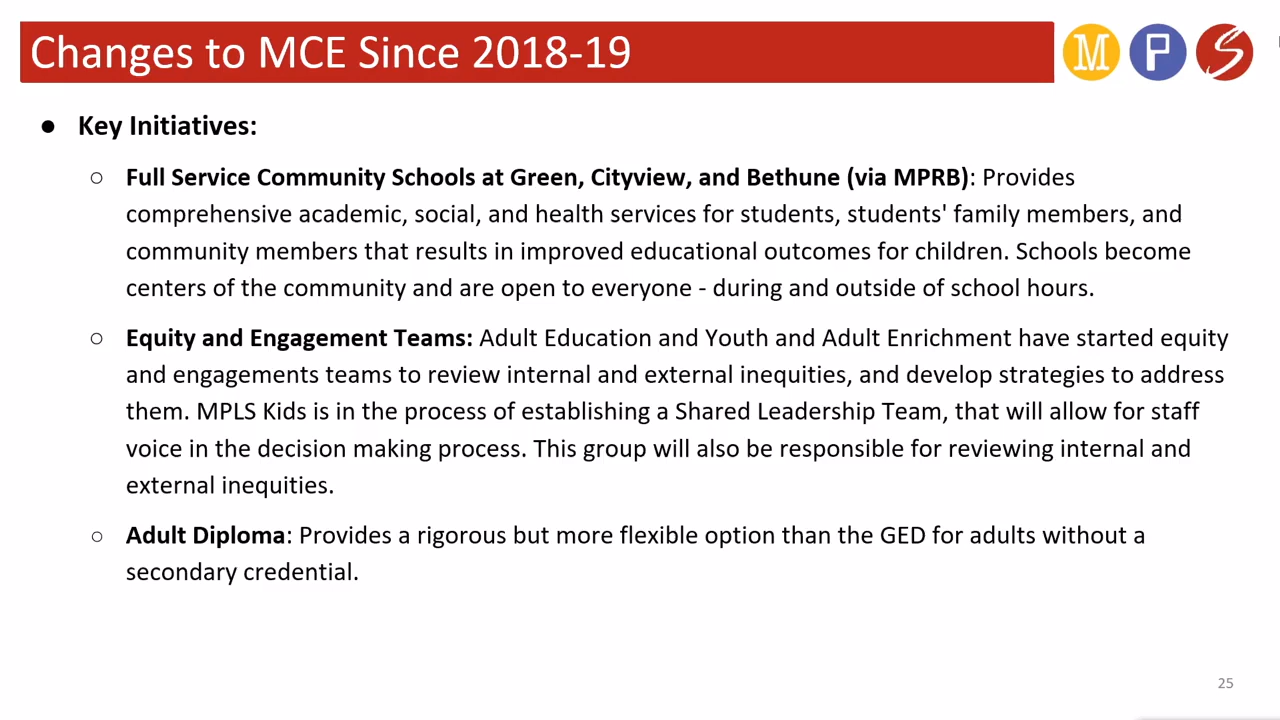 Changes to MCE Since 2018-19
M P S
● Key Initiatives:
○ Full Service Community Schools at Green, Cityview, and Bethune (via MPRB): Provides
comprehensive academic, social, and health services for students, students' family members, and
community members that results in improved educational outcomes for children. Schools become
centers of the community and are open to everyone - during and outside of school hours.
○ Equity and Engagement Teams: Adult Education and Youth and Adult Enrichment have started equity
and engagements teams to review internal and external inequities, and develop strategies to address
them. MPLS Kids is in the process of establishing a Shared Leadership Team, that will allow for staff
voice in the decision making process. This group will also be responsible for reviewing internal and
external inequities.
○ Adult Diploma: Provides a rigorous but more flexible option than the GED for adults without a
secondary credential.
25